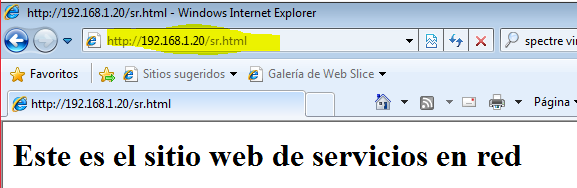 http://192.168.1.20/sr.html - Windows Internet Explorer
http://192.168.1.20/sr.html
spectre vin
Favoritos
Sitios sugeridos
Galería de Web Slice
http://192.168.1.20/sr.html
Página
Este es el sitio web de servicios en red